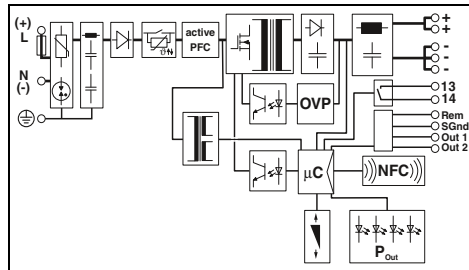 (+)
L
N
(-)
ϑ
active
PFC
OVP
μC
NFC
P Out
+
+
-
-
-
13
14
Rem
SGnd
Out 1
Out 2